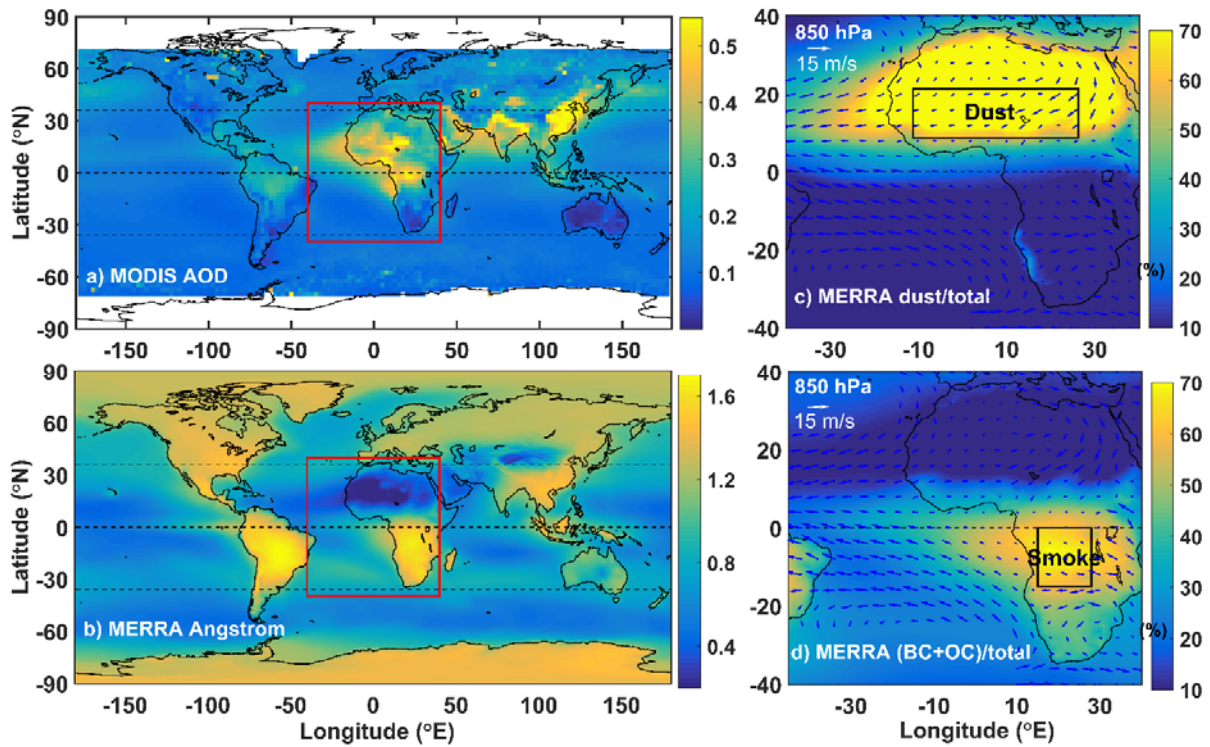 90
60
30
0
-30
-60
-90
Latitude (°N)
a) MODIS AOD
-150 -100 -50 0 50 100 150
0.5
0.4
0.3
0.2
0.1
40
20
0
-20
-40
850 hPa
15 m/s
Dust
c) MERRA dust/total
(%)
-30 -10 10 30
70
60
50
40
30
20
10
90
60
30
0
-30
-60
-90
Latitude (°N)
b) MERRA Angstrom
-150 -100 -50 0 50 100 150
Longitude (°E)
1.6
1.2
0.8
0.4
40
20
0
-20
-40
850 hPa
15 m/s
Smoke
(%)
d) MERRA (BC+OC)/total
-30 -10 10 30
Longitude (°E)
70
60
50
40
30
20
10